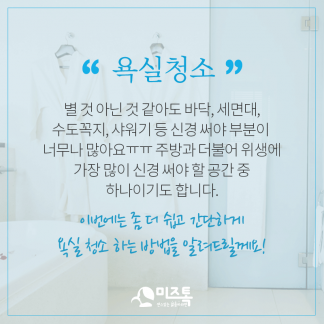 “ 욕실청소 ”
별 것 아닌 것 같아도 바닥, 세면대,
수도꼭지, 샤워기 등 신경 써야 부분이
너무나 많아요ㅠㅠ 주방과 더불어 위생에
가장 많이 신경 써야 할 공간 중
하나이기도 합니다.
이번에는 좀 더 쉽고 간단하게
욕실 청소 하는 방법을 알려드릴게요!
미즈톡